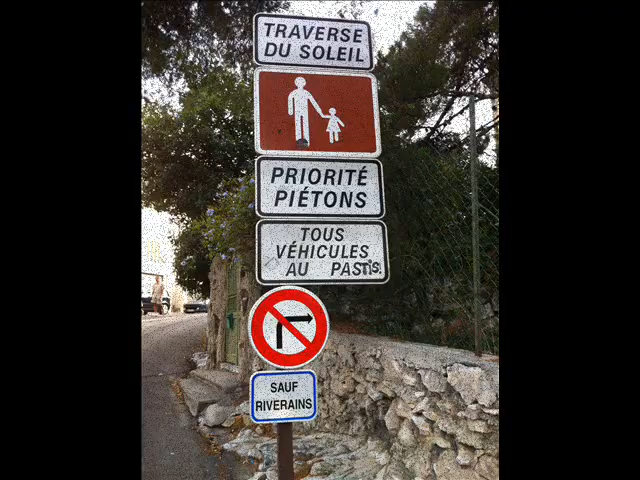 TRAVERSE
DU SOLEIL
PRIORITÉ
PIÉTONS
TOUS
VÉHICULES
AU PASTIS.
SAUF
RIVERAINS